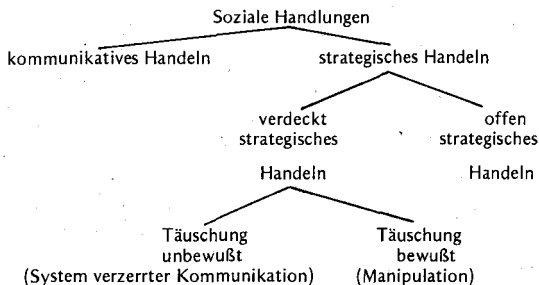 Soziale Handlungen
kommunikatives Handeln
strategisches Handeln
verdeckt
strategisches
Handeln
offen
strategisches
Handeln
Täuschung
unbewußt
(System verzerrter Kommunikation)
Täuschung
bewußt
(Manipulation)